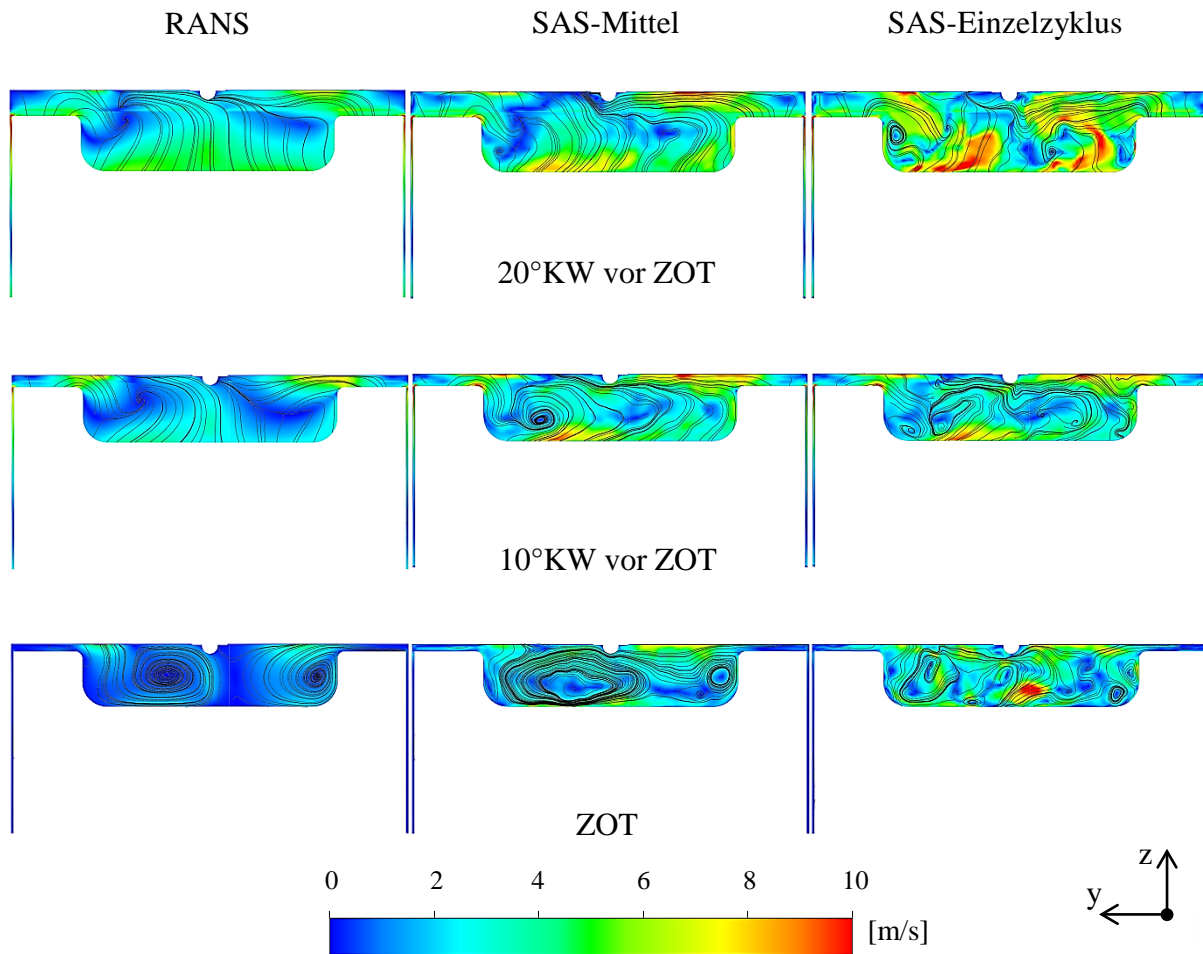 RANS SAS-Mittel SAS-Einzelzyklus
20°KW vor ZOT
10°KW vor ZOT
ZOT
0 2 4 6 8 10
[m/s]
z
y